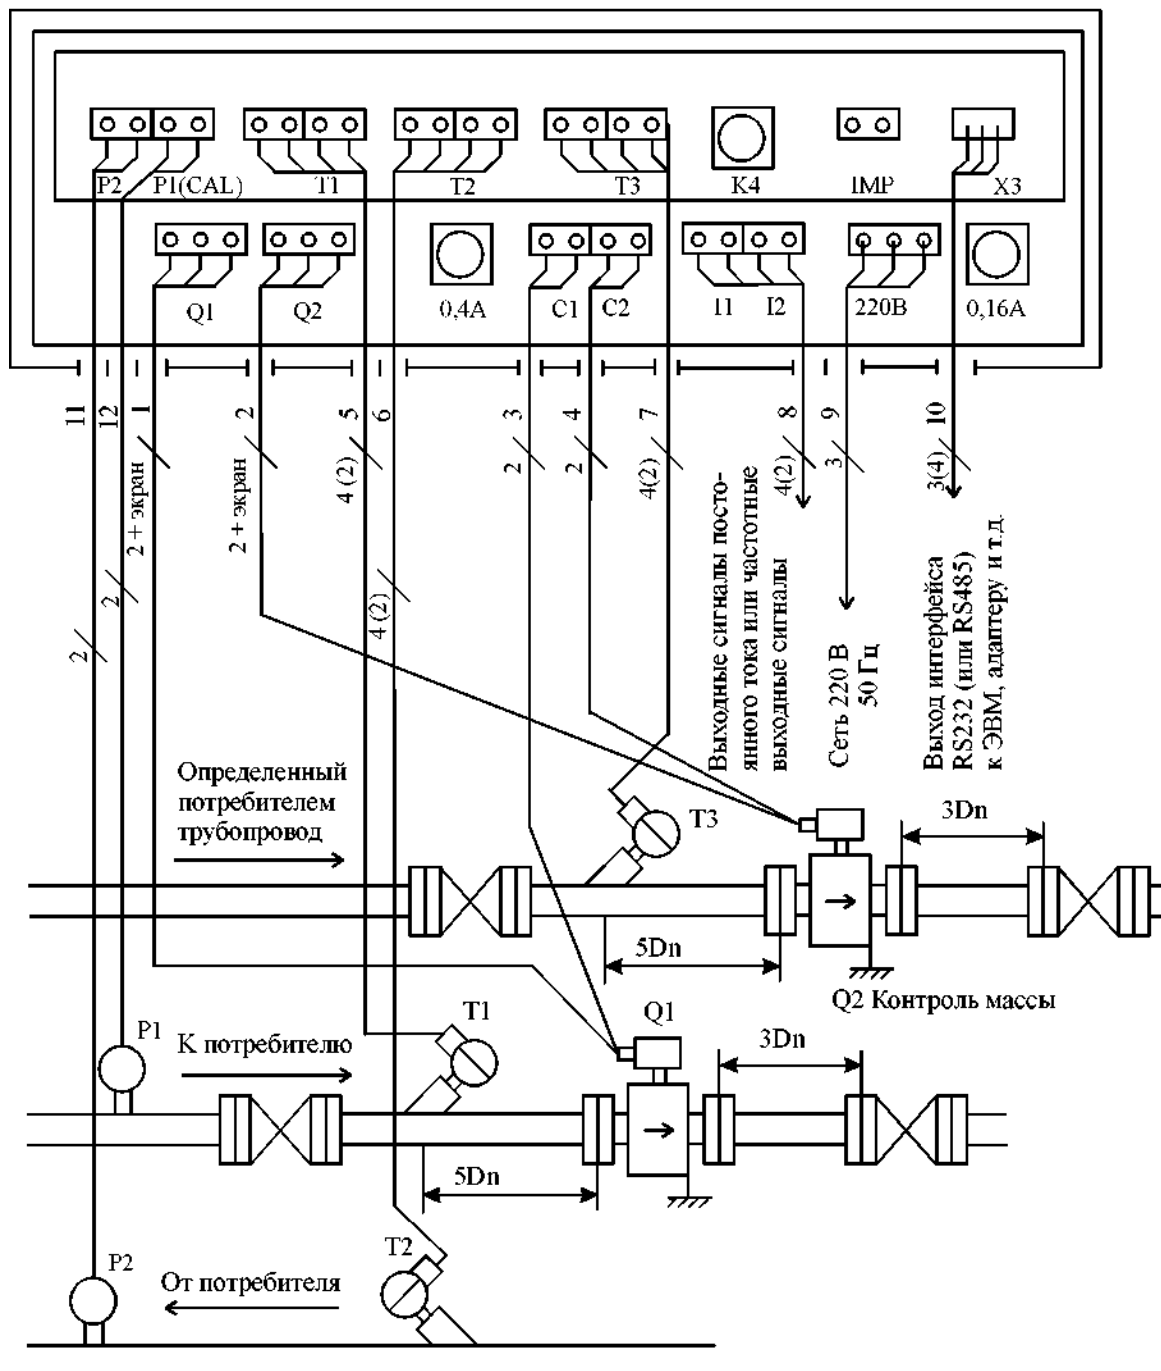 P2 P1(CAL) T1 T2 T3 K4 IMP X3
Q1 Q2 0,4А C1 C2 I1 I2 220В 0,16А
11 12 1 2 5 6 3 4 7 8 9 10
2 2 2 + экран 2 + экран 4 (2) 4 (2) 2 2 4(2) 4(2) 3 3(4)
Выходные сигналы посто-
янного тока или частотные
выходные сигналы
Сеть 220 В
50 Гц
Выход интерфейса
RS232 (или RS485)
к ЭВМ, адаптеру и т.д.
Определенный
потребителем
трубопровод
T3
3Dn
5Dn
Q2 Контроль массы
P1
К потребителю
T1
Q1
3Dn
5Dn
P2
От потребителя
T2